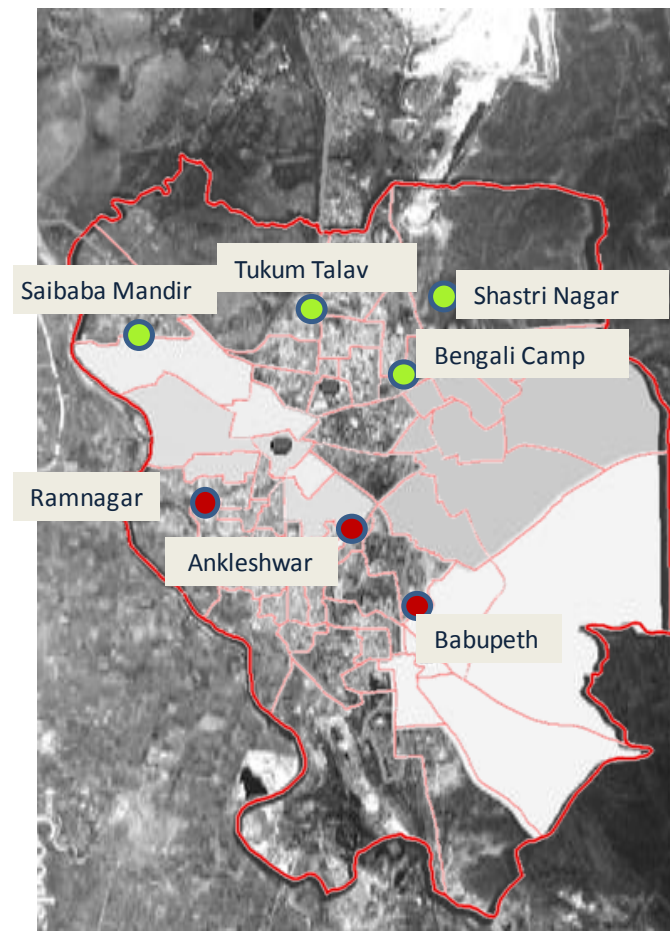 Tukum Talav
Saibaba Mandir
Shastri Nagar
Bengali Camp
Ramnagar
Ankleshwar
Babupeth